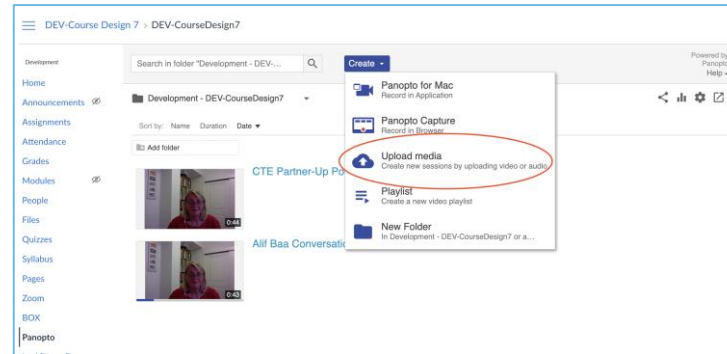 DEV-Course Design 7 > DEV-CourseDesign7
Development
Home
Announcements
Assignments
Attendance
Grades
Modules
People
Files
Quizzes
Syllabus
Pages
Zoom
BOX
Panopto
Search in folder "Development - DEV-...
Create
Powered by
Panopto
Help
Development - DEV-CourseDesign7
Sort by: Name Duration Date
Add folder
CTE Partner-Up Po
0:44
Alif Baa Conversati
0:43
Panopto for Mac
Record in Application
Panopto Capture
Record in Browser
Upload media
Create new sessions by uploading video or audio
Playlist
Create a new video playlist
New Folder
In Development - DEV-CourseDesign7 or a...